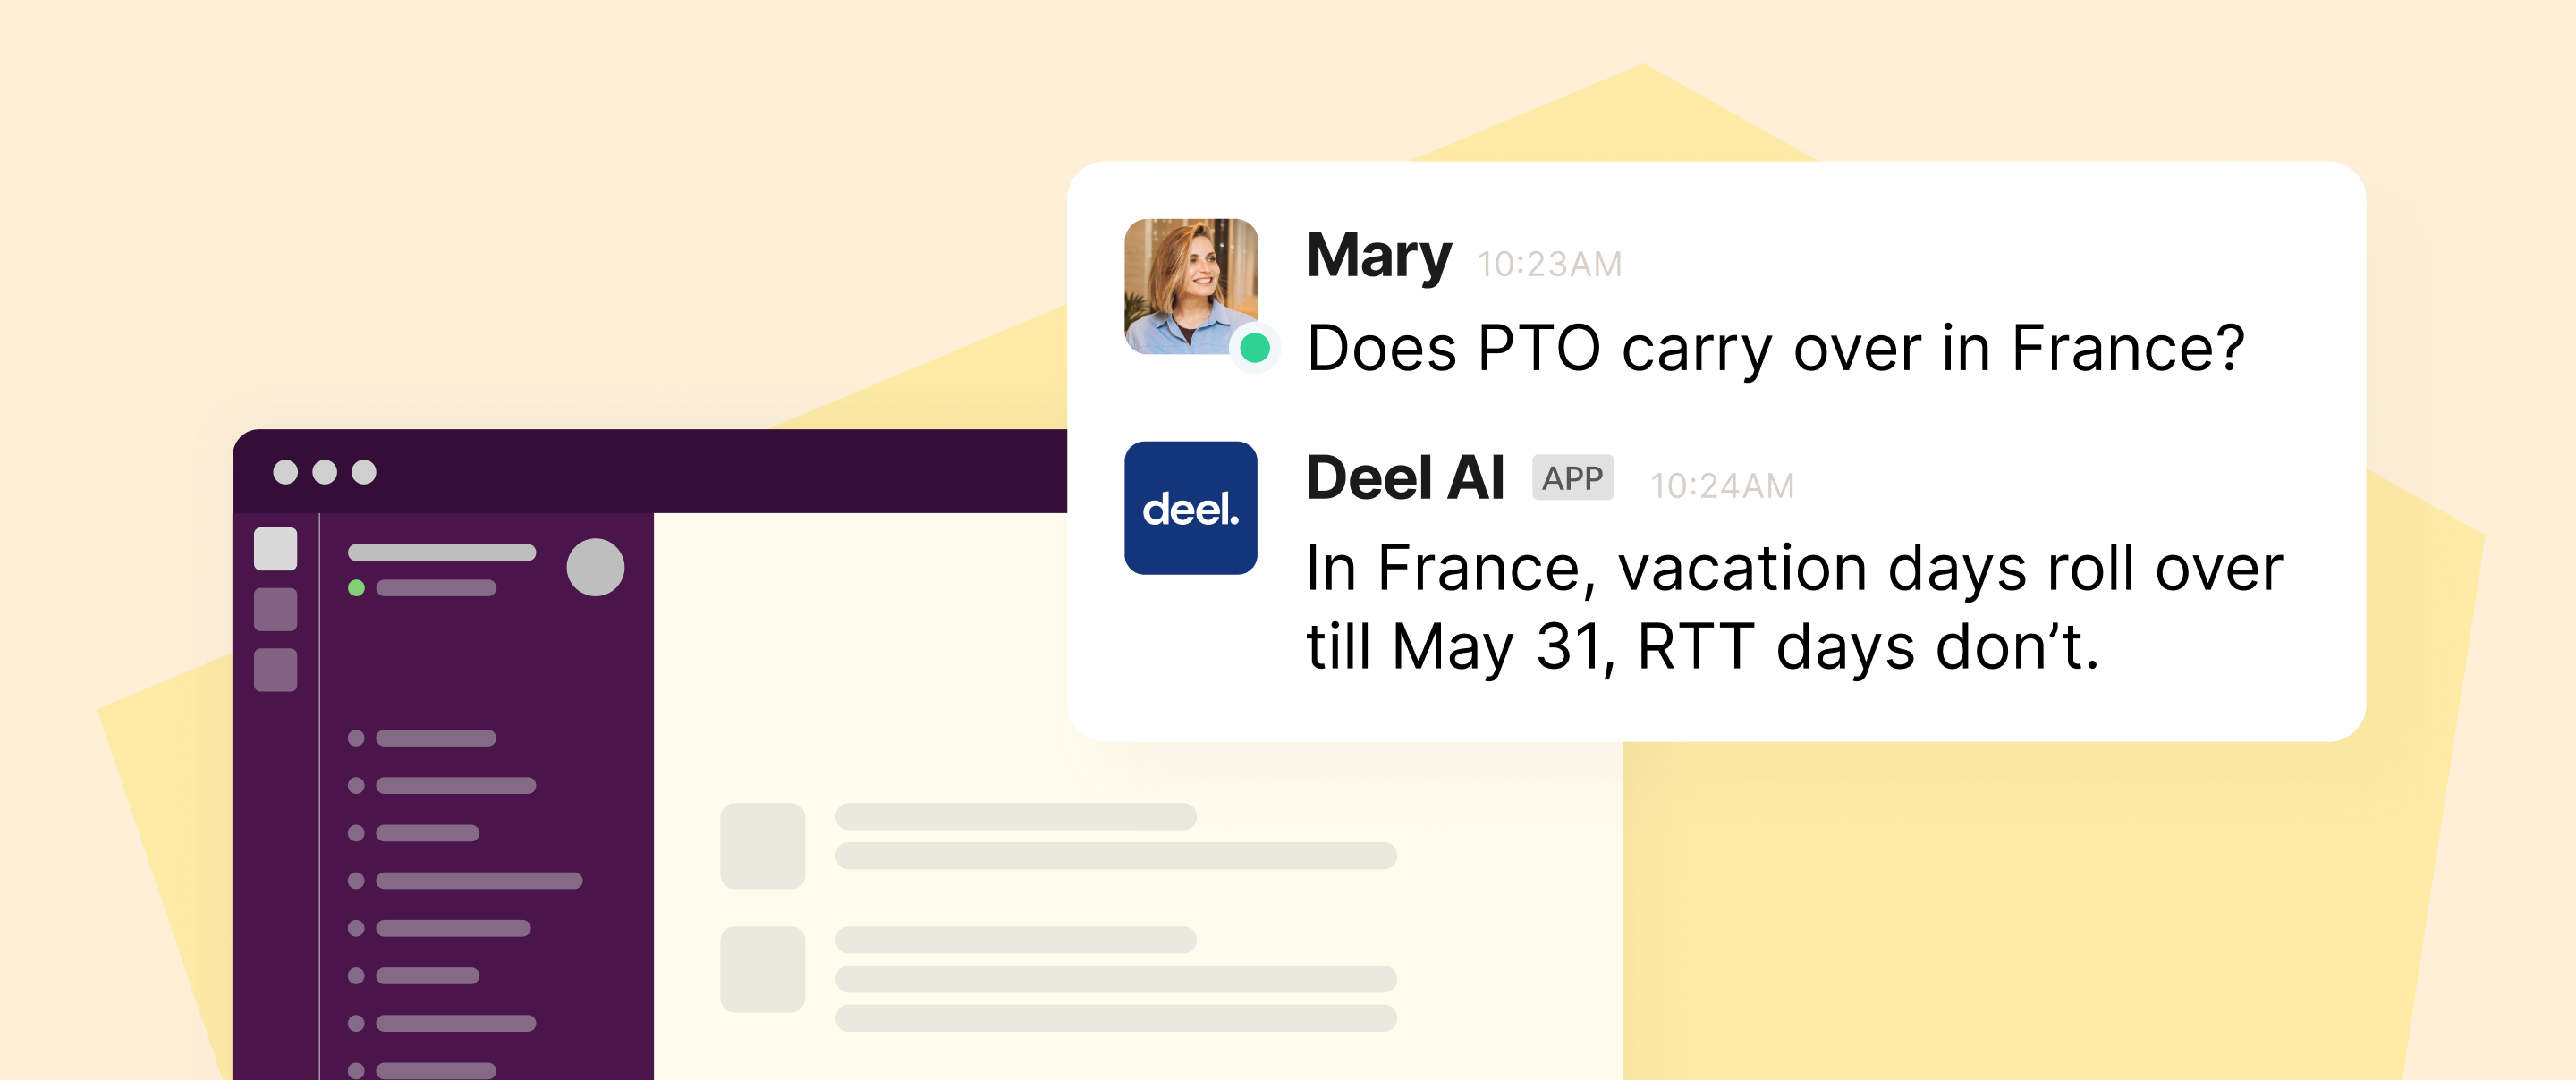 Mary 10:23AM
Does PTO carry over in France?
deel.
Deel AI APP 10:24AM
In France, vacation days roll over
till May 31, RTT days don’t.